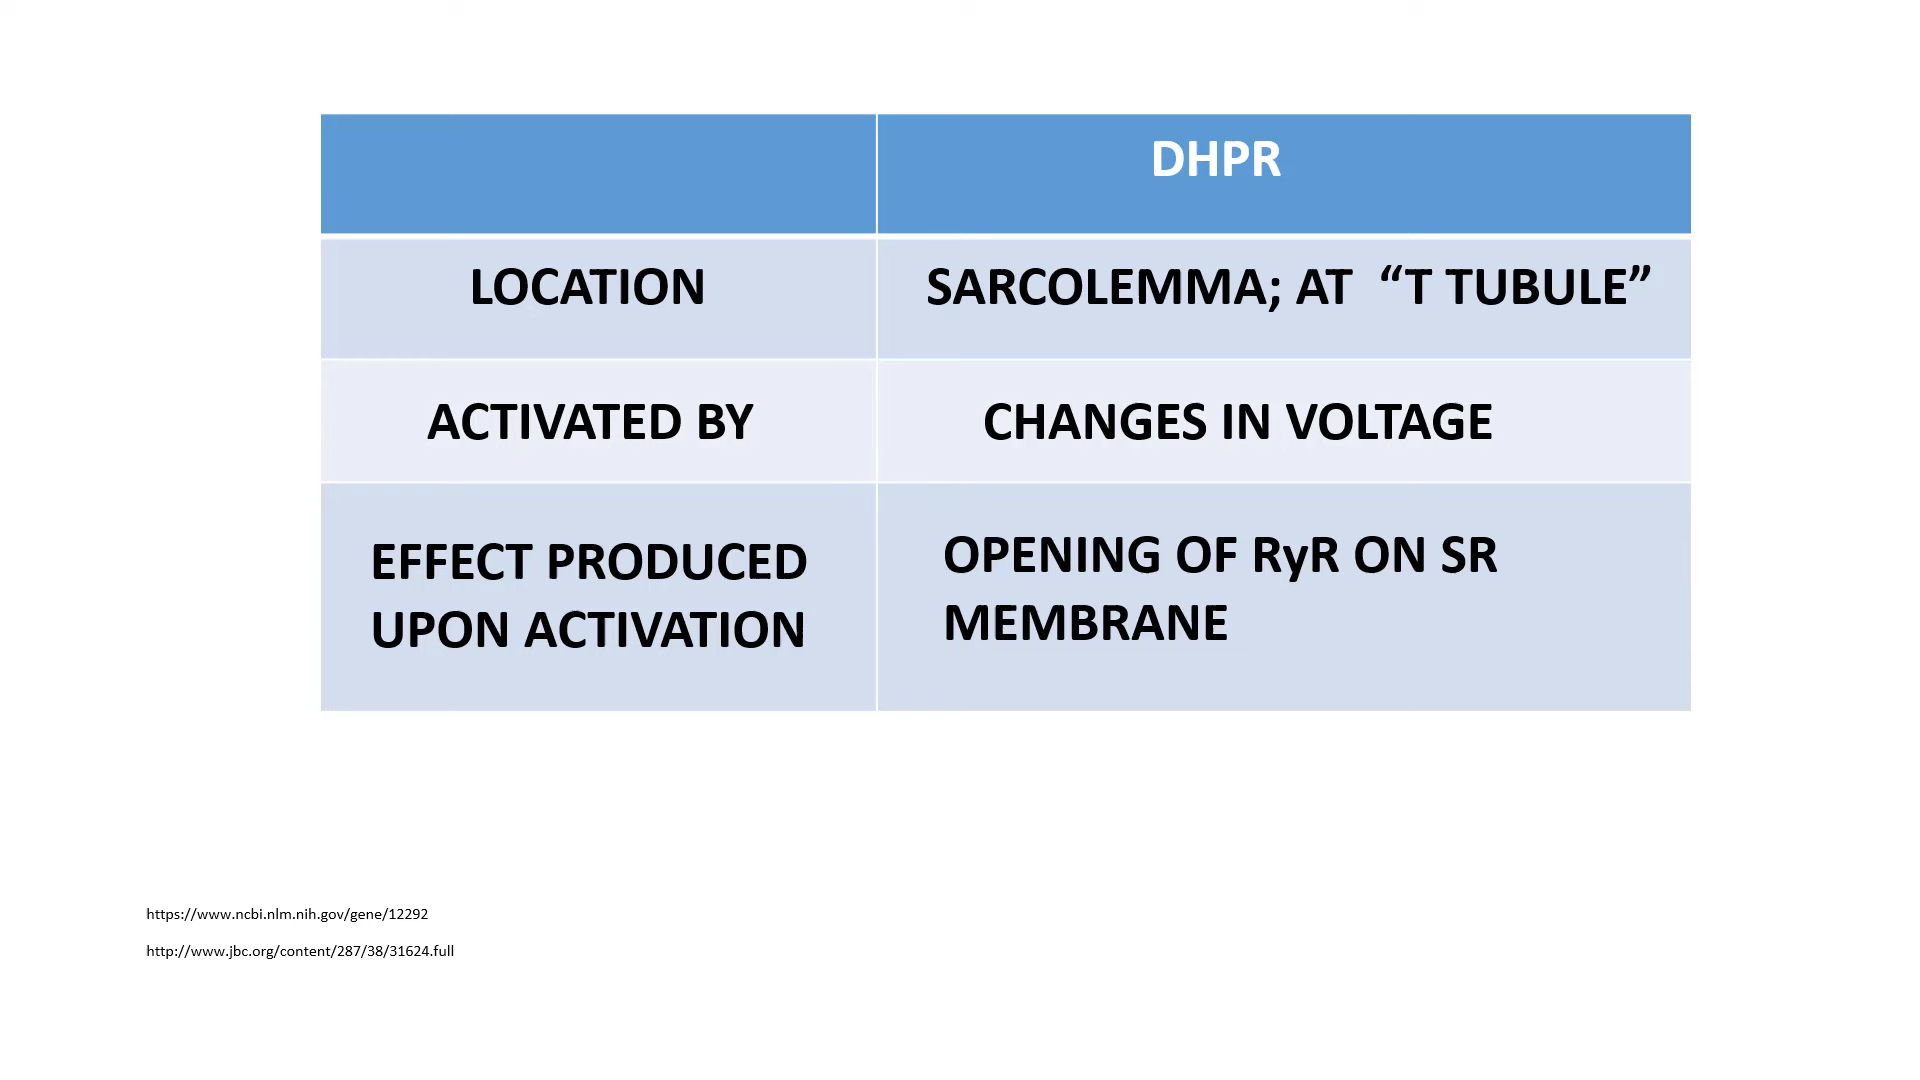 DHPR
LOCATION
SARCOLEMMA; AT “T TUBULE”
ACTIVATED BY
CHANGES IN VOLTAGE
EFFECT PRODUCED
UPON ACTIVATION
OPENING OF RyR ON SR
MEMBRANE
https://www.ncbi.nlm.nih.gov/gene/12292
http://www.jbc.org/content/287/38/31624.full